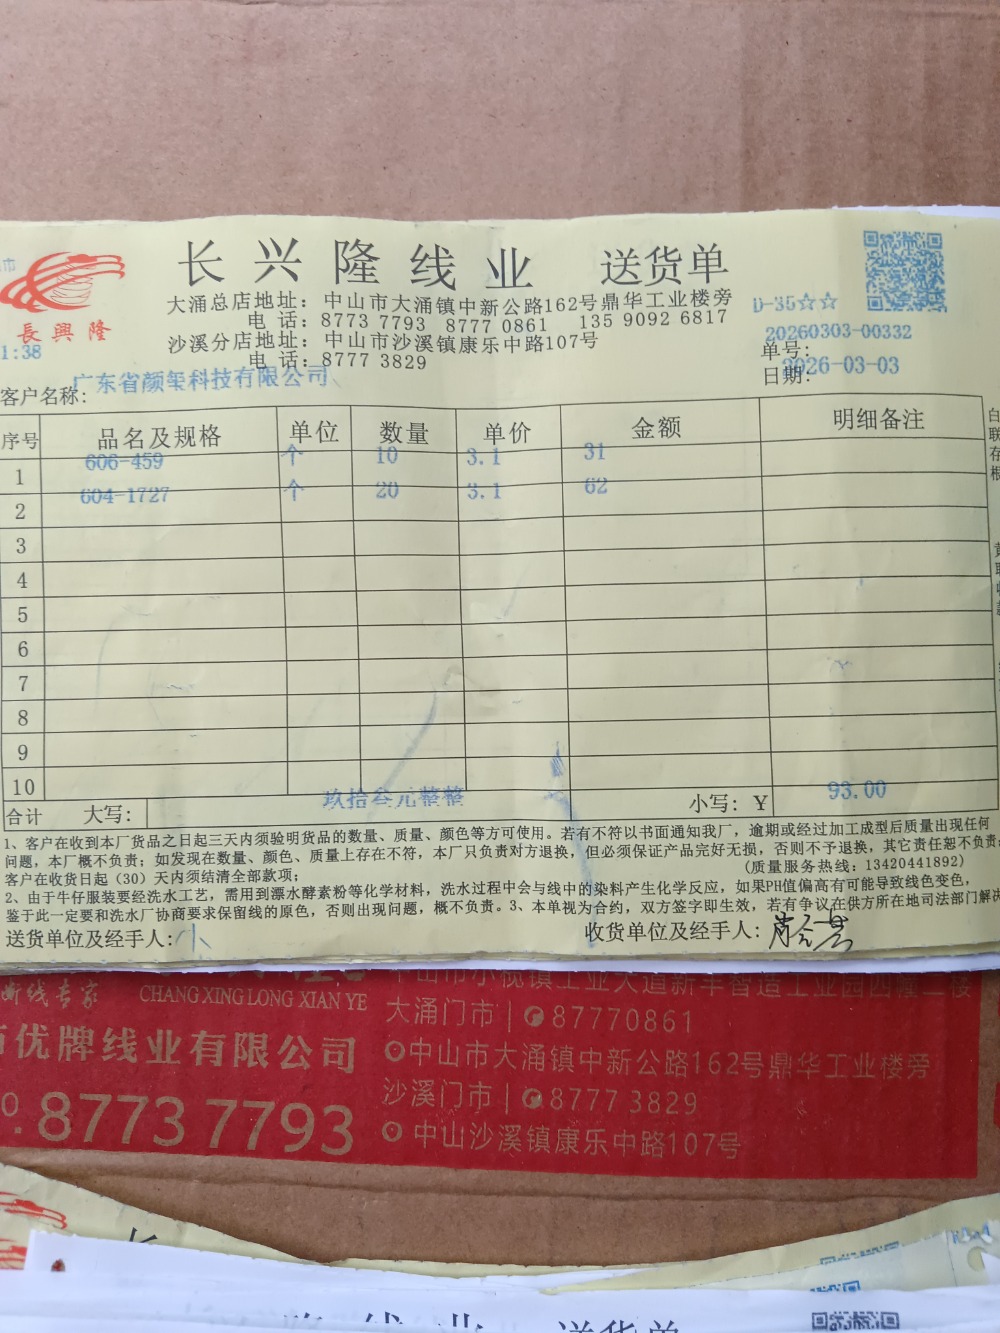 长兴隆线业 送货单
大涌总店地址：中山市大涌镇中新公路162号鼎华工业楼旁
电 话：8773 7793 8777 0861 135 9092 6817
D-35☆☆
長興隆
沙溪分店地址：中山市沙溪镇康乐中路107号
电 话：8777 3829
1:38
单号：20260303-00332
日期：2026-03-03
客户名称：广东省颜玺科技有限公司、
序号 品名及规格 单位 数量 单价 金额 明细备注
1 606-459 个 10 3.1 31
2 604-1727 个 20 3.1 62
3
4
5
6
7
8
9
10
合计 大写：玖拾叁元整整 小写：￥ 93.00
1、客户在收到本厂货品之日起三天内须验明货品的数量、质量、颜色等方可使用。若有不符以书面通知我厂，逾期或经过加工成型后质量出现任何
问题，本厂概不负责；如发现在数量、颜色、质量上存在不符，本厂只负责对方退换，但必须保证产品完好无损，否则不予退换，其它责任恕不负责;
客户在收货日起（30）天内须结清全部款项； （质量服务热线：13420441892）
2、由于牛仔服装要经洗水工艺，需用到漂水酵素粉等化学材料，洗水过程中会与线中的染料产生化学反应，如果PH值偏高有可能导致线色变色，
鉴于此一定要和洗水厂协商要求保留线的原色，否则出现问题，概不负责。3、本单视为合约，双方签字即生效，若有争议在供方所在地司法部门解决
送货单位及经手人：小 收货单位及经手人：
白联存根
断线专家
CHANG XING LONG XIAN YE
优牌线业有限公司
8773 7793
大涌门市 | 87770861
中山市大涌镇中新公路162号鼎华工业楼旁
沙溪门市 | 8777 3829
中山沙溪镇康乐中路107号
线业 送货单